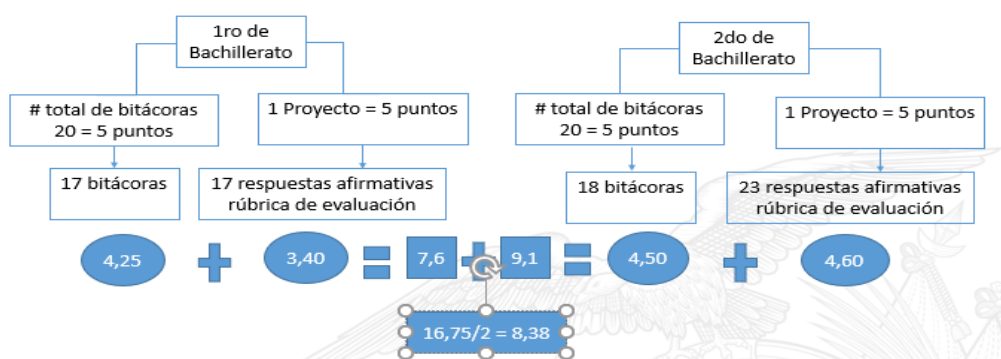 1ro de
Bachillerato
# total de bitácoras
20 = 5 puntos
1 Proyecto = 5 puntos
17 bitácoras
17 respuestas afirmativas
rúbrica de evaluación
2do de
Bachillerato
# total de bitácoras
20 = 5 puntos
1 Proyecto = 5 puntos
18 bitácoras
23 respuestas afirmativas
rúbrica de evaluación
4,25 + 3,40 = 7,6 + 9,1 = 4,50 + 4,60
16,75/2 = 8,38